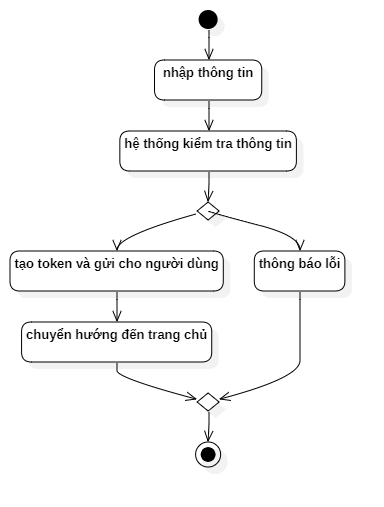 nhập thông tin
hệ thống kiểm tra thông tin
tạo token và gửi cho người dùng
thông báo lỗi
chuyển hướng đến trang chủ